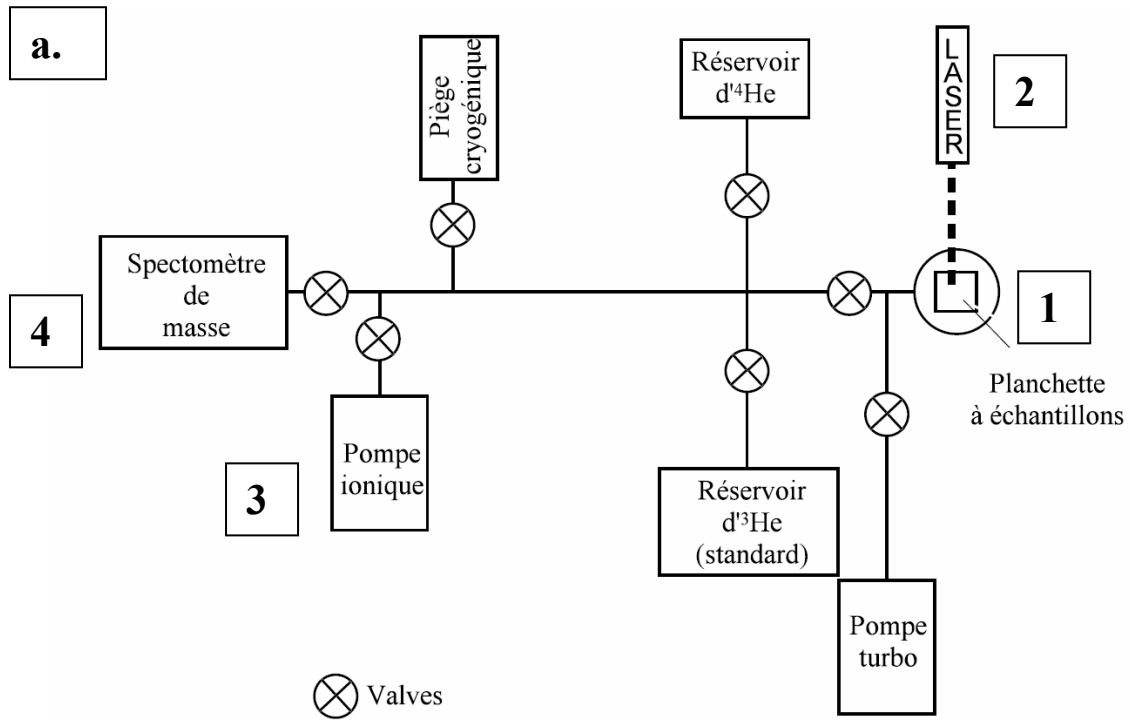 a.
Piège
cryogénique
Réservoir
d'⁴He
LASER
2
Spectomètre
de
masse
4
1
Planchette
à échantillons
3
Pompe
ionique
Réservoir
d'³He
(standard)
Pompe
turbo
Valves